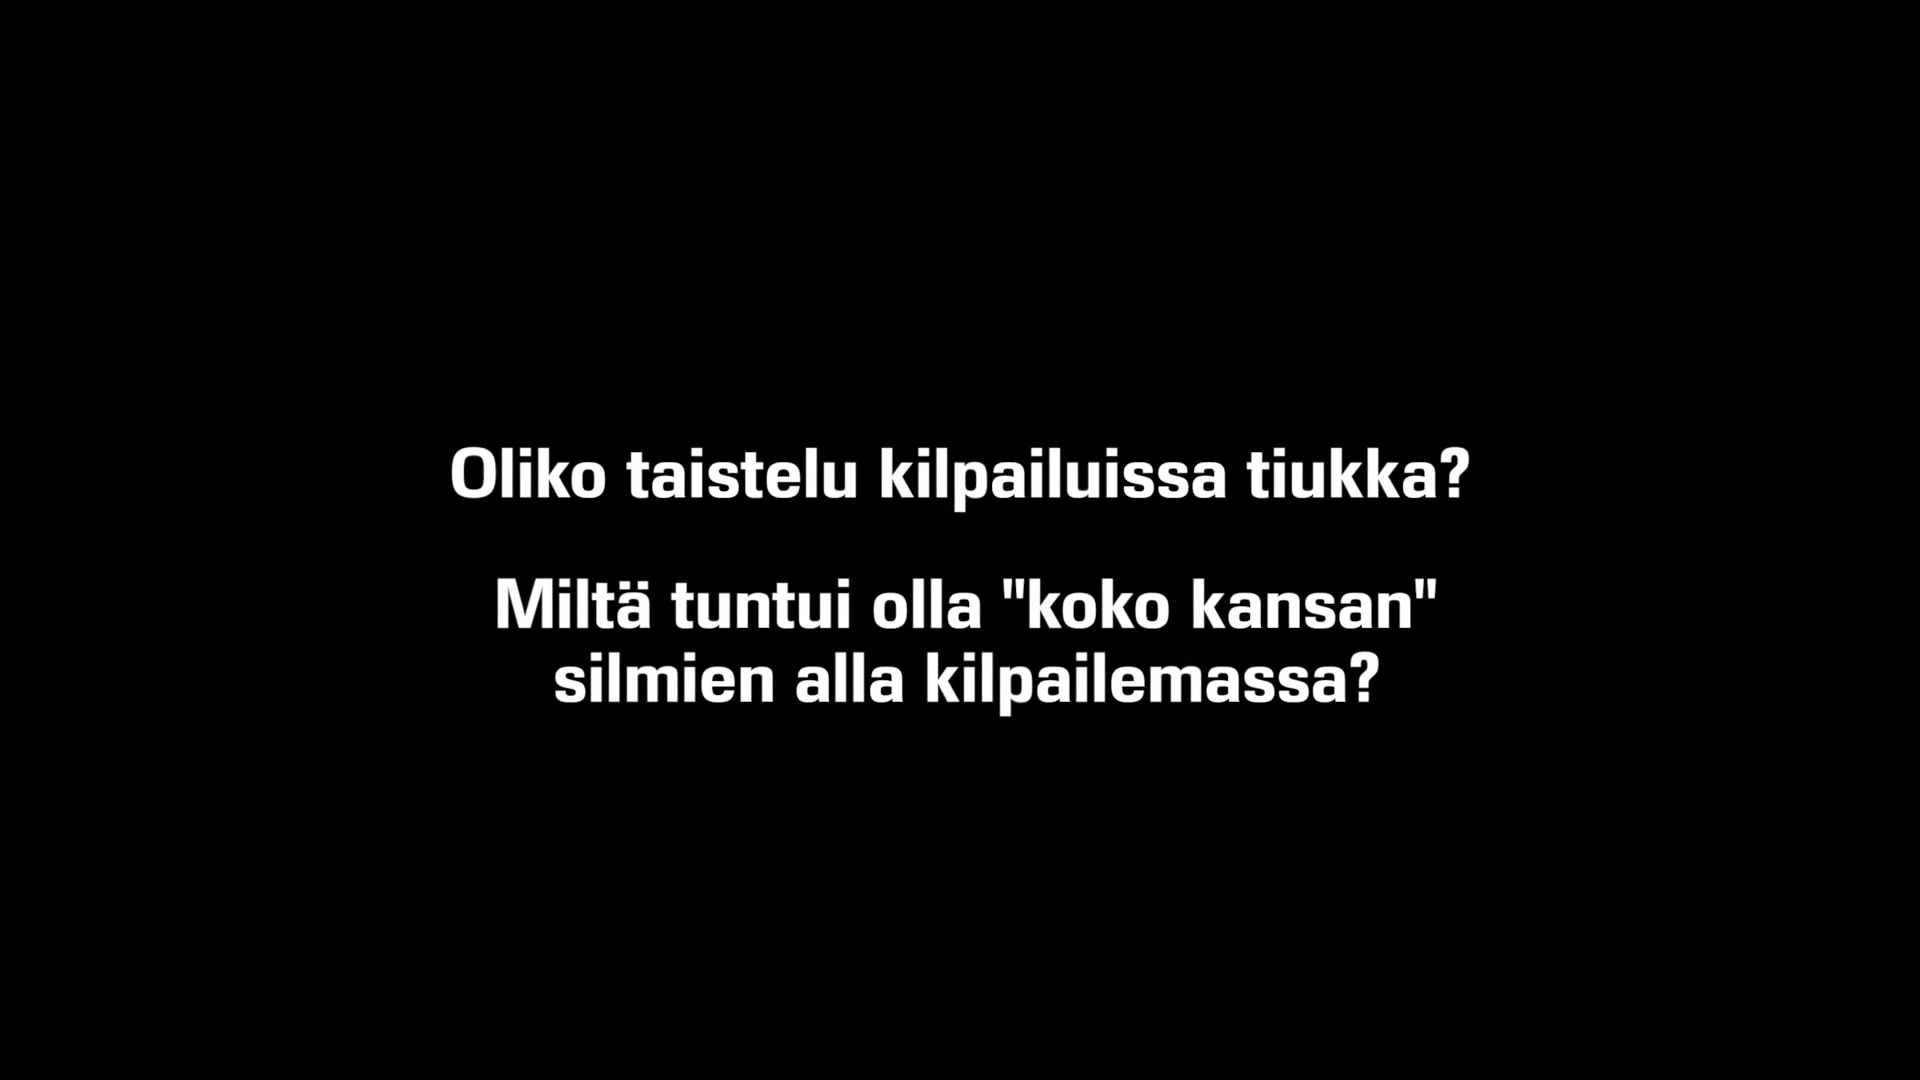 Oliko taistelu kilpailuissa tiukka?
Miltä tuntui olla "koko kansan"
silmien alla kilpailemassa?